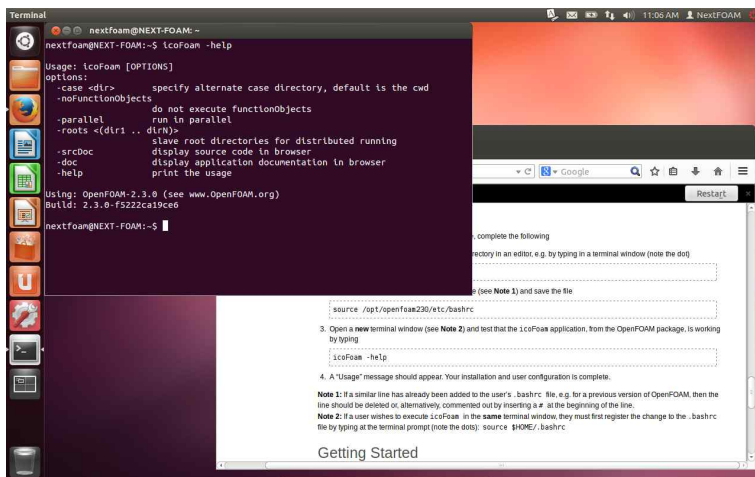 Terminal
11:06 AM
NextFOAM
nextfoam@NEXT-FOAM: ~
nextfoam@NEXT-FOAM:~$ icoFoam -help
Usage: icoFoam [OPTIONS]
options:
-case <dir> specify alternate case directory, default is the cwd
-noFunctionObjects
do not execute functionObjects
-parallel run in parallel
-roots <(dir1 .. dirN)>
slave root directories for distributed running
-srcDoc display source code in browser
-doc display application documentation in browser
-help print the usage
Using: OpenFOAM-2.3.0 (see www.OpenFOAM.org)
Build: 2.3.0-f5222ca19ce6
nextfoam@NEXT-FOAM:~$
Google
Restart
, complete the following
rectory in an editor, e.g. by typing in a terminal window (note the dot)
e (see Note 1) and save the file
source /opt/openfoam230/etc/bashrc
3. Open a new terminal window (see Note 2) and test that the icoFoam application, from the OpenFOAM package, is working
by typing
icoFoam -help
4. A “Usage” message should appear. Your installation and user configuration is complete.
Note 1: If a similar line has already been added to the user's .bashrc file, e.g. for a previous version of OpenFOAM, then the
line should be deleted or, alternatively, commented out by inserting a # at the beginning of the line.
Note 2: If a user wishes to execute icoFoam in the same terminal window, they must first register the change to the .bashrc
file by typing at the terminal prompt (note the dots): source $HOME/.bashrc
Getting Started